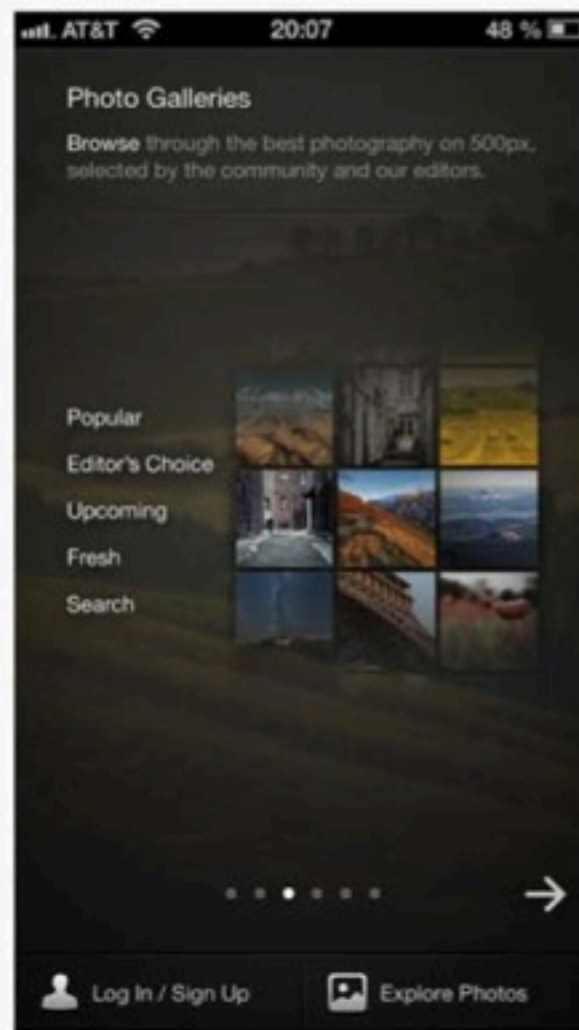 AT&T 20:07 48 %
Photo Galleries
Browse through the best photography on 500px,
selected by the community and our editors.
Popular
Editor's Choice
Upcoming
Fresh
Search
Log In / Sign Up Explore Photos